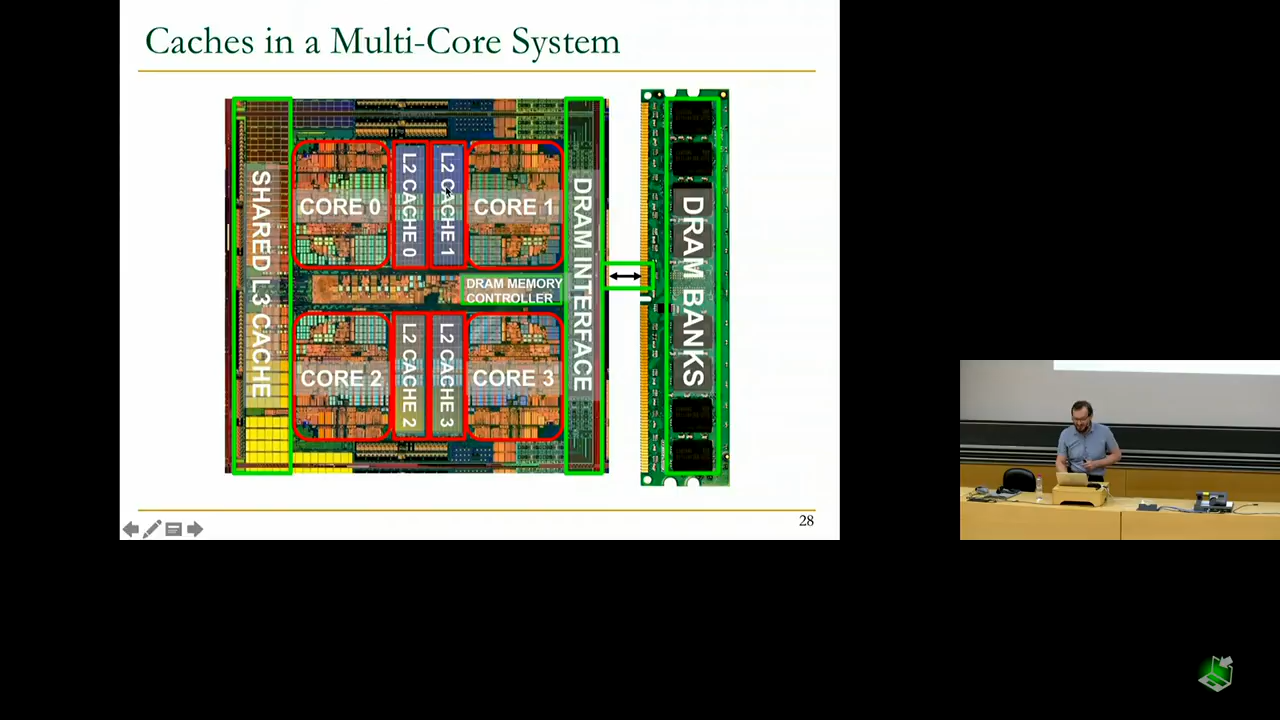 Caches in a Multi-Core System
SHARED L3 CACHE
CORE 0
L2 CACHE 0
L2 CACHE 1
CORE 1
DRAM INTERFACE
DRAM BANKS
DRAM MEMORY
CONTROLLER
CORE 2
L2 CACHE 2
L2 CACHE 3
CORE 3
28